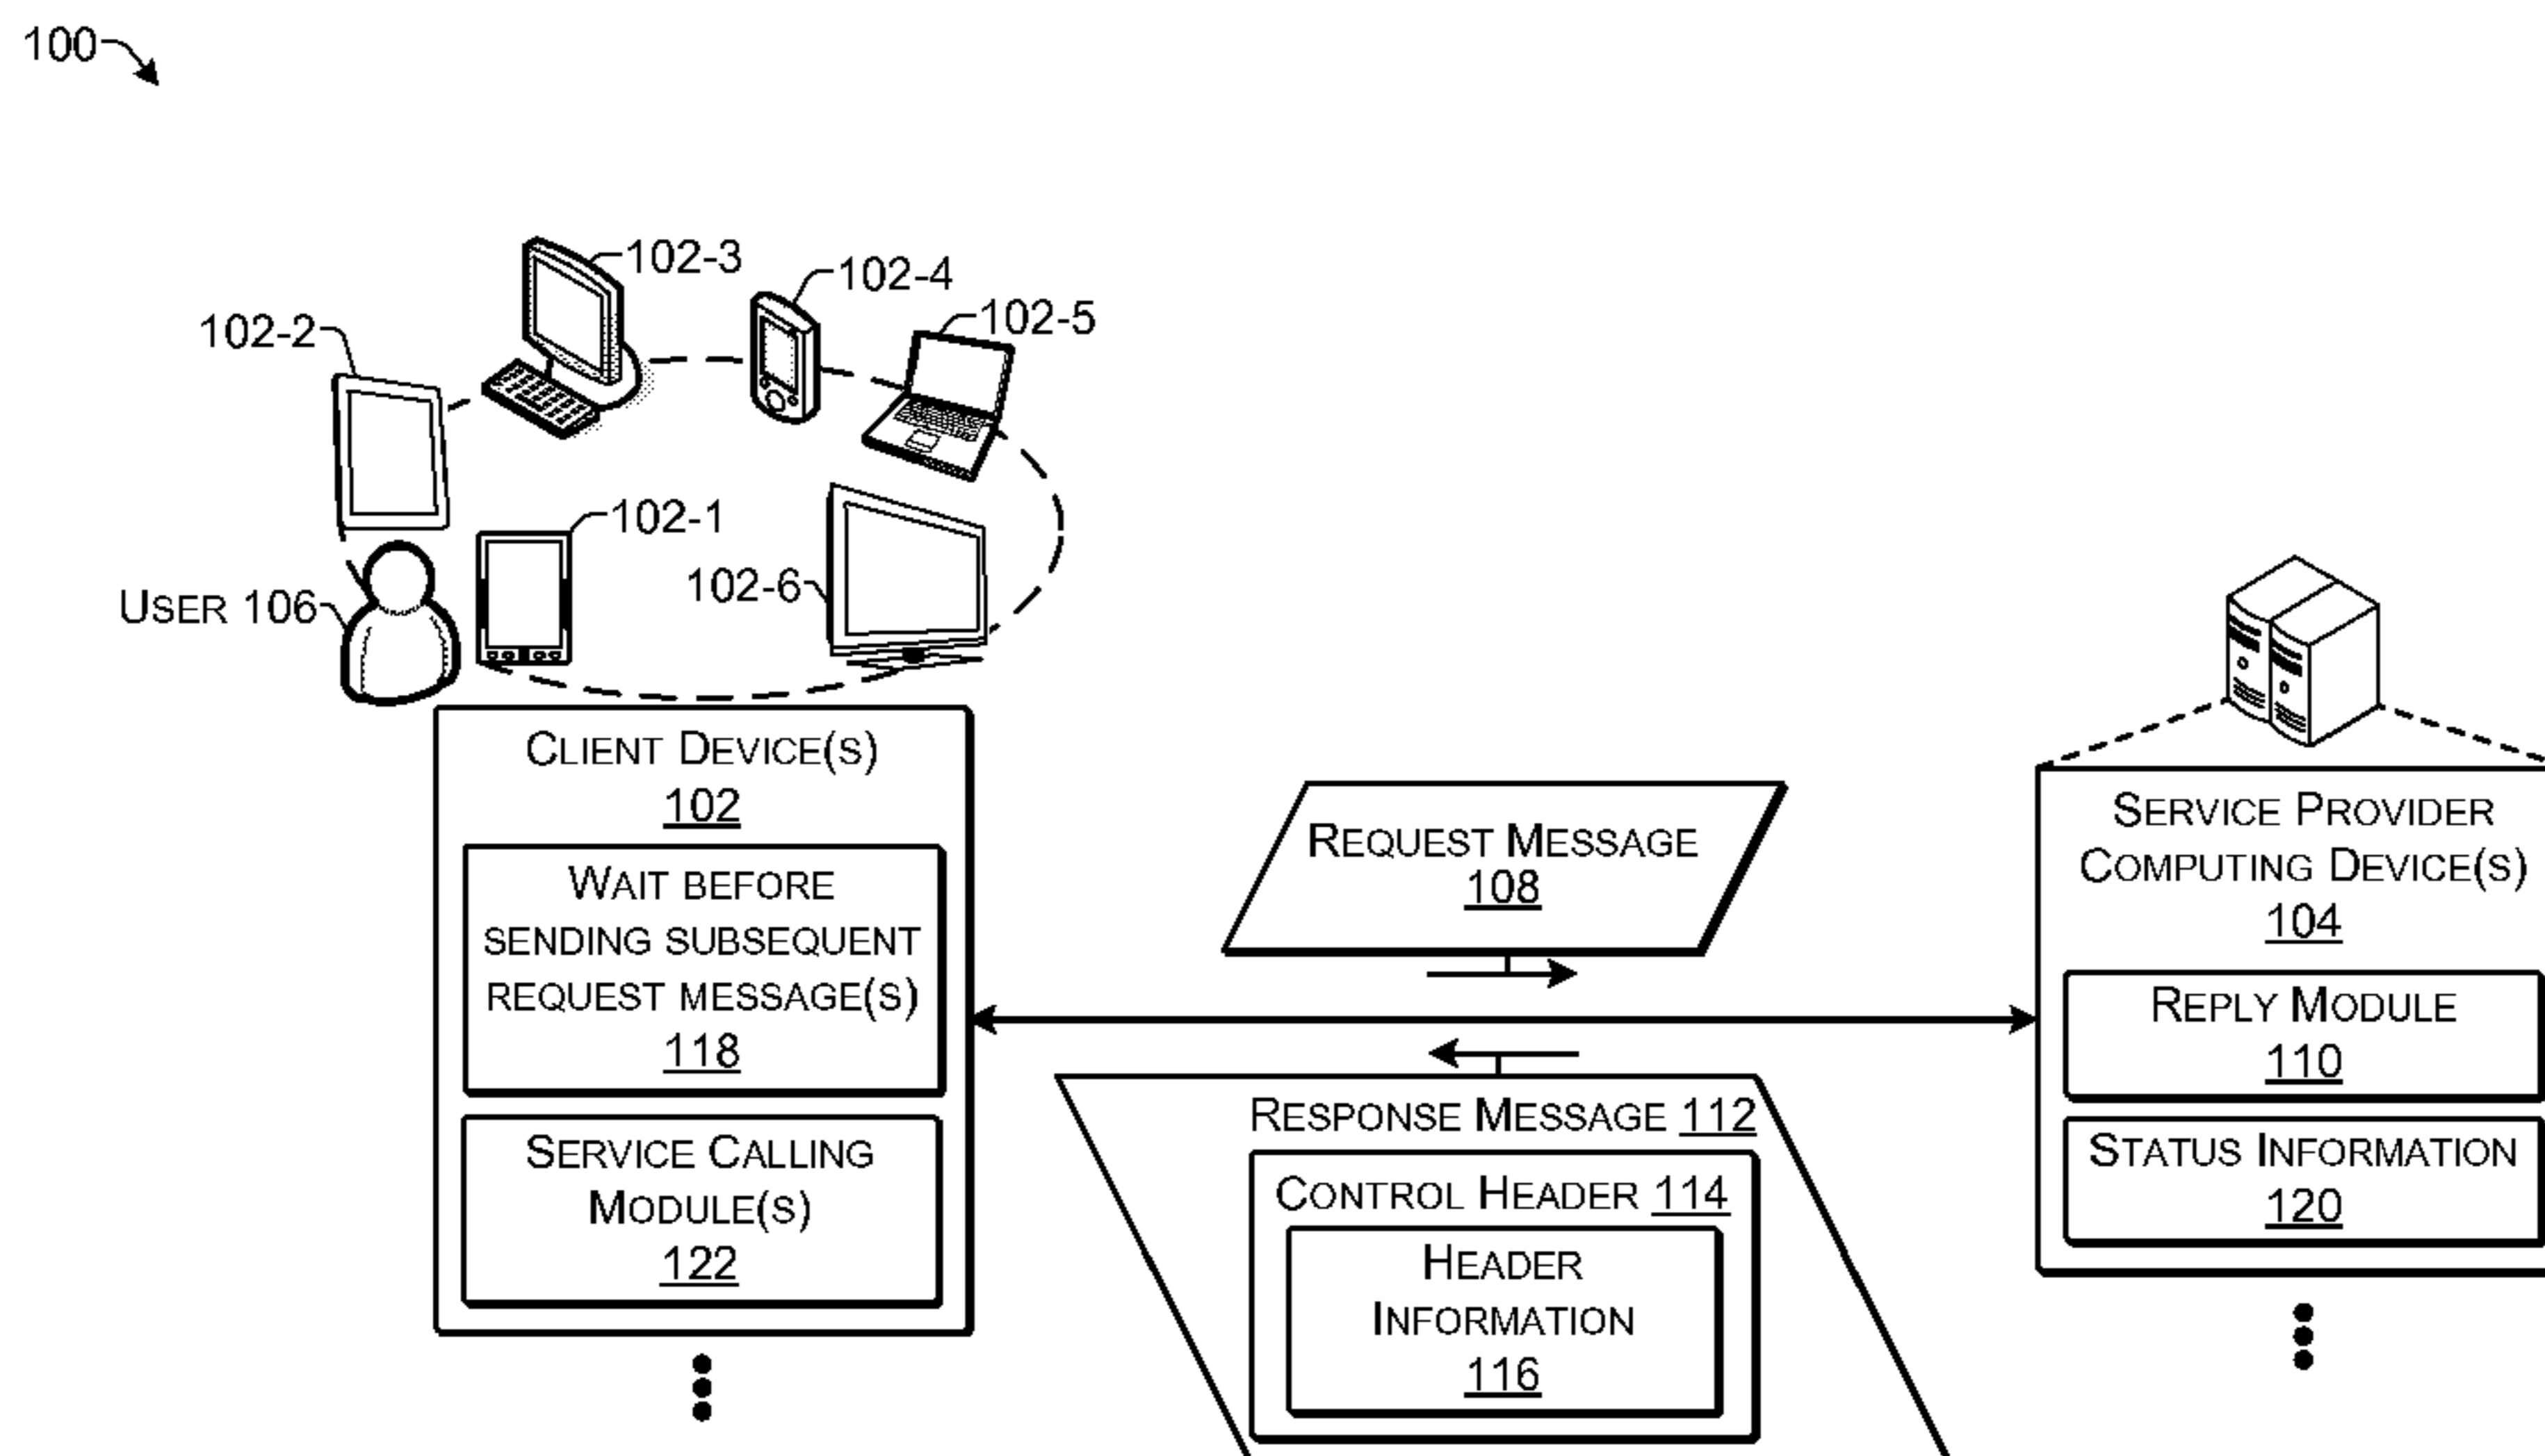 100
102-3
102-4
102-2
102-5
102-1
102-6
USER 106
CLIENT DEVICE(S)
102
WAIT BEFORE
SENDING SUBSEQUENT
REQUEST MESSAGE(S)
118
SERVICE CALLING
MODULE(S)
122
REQUEST MESSAGE
108
RESPONSE MESSAGE 112
CONTROL HEADER 114
HEADER
INFORMATION
116
SERVICE PROVIDER
COMPUTING DEVICE(S)
104
REPLY MODULE
110
STATUS INFORMATION
120